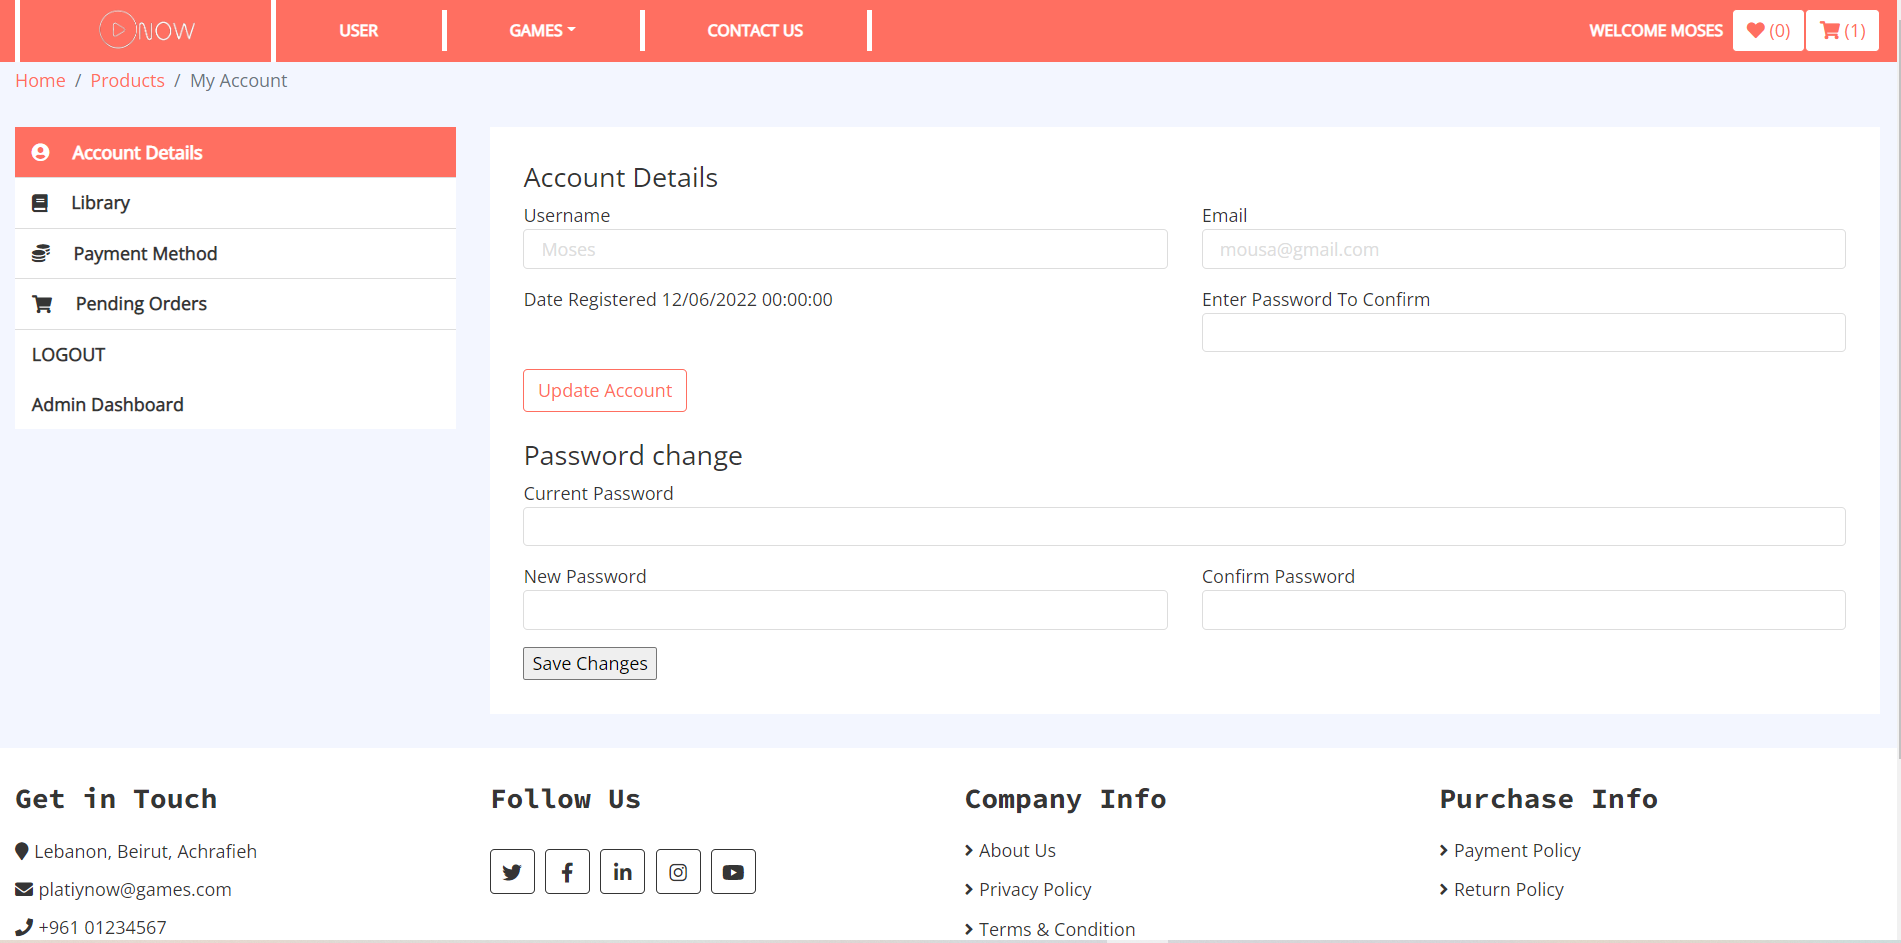 NOW
USER
GAMES
CONTACT US
WELCOME MOSES
(0)
(1)
Home / Products / My Account
Account Details
Library
Payment Method
Pending Orders
LOGOUT
Admin Dashboard
Account Details
Username
Email
Moses
mousa@gmail.com
Date Registered 12/06/2022 00:00:00
Enter Password To Confirm
Update Account
Password change
Current Password
New Password
Confirm Password
Save Changes
Get in Touch
Lebanon, Beirut, Achrafieh
platiynow@games.com
+961 01234567
Follow Us
Company Info
About Us
Privacy Policy
Terms & Condition
Purchase Info
Payment Policy
Return Policy